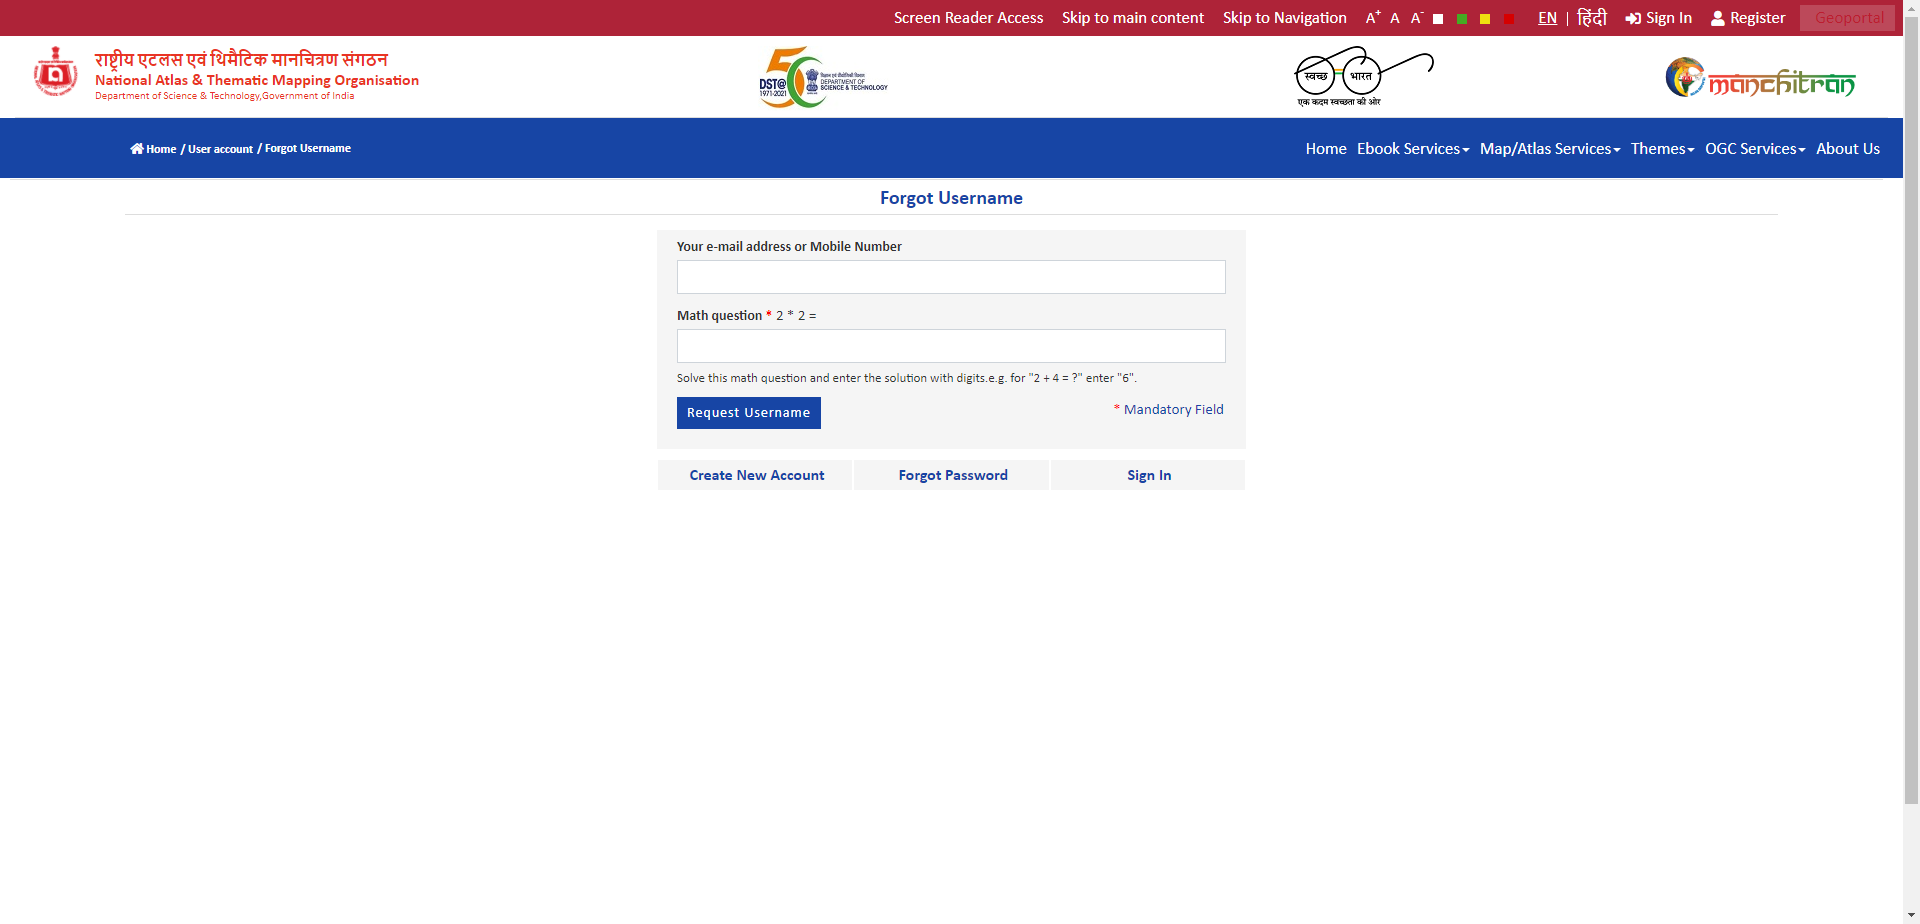 Screen Reader Access Skip to main content Skip to Navigation A+ A A- EN | हिंदी Sign In Register Geoportal
राष्ट्रीय एटलस एवं थिमैटिक मानचित्रण संगठन
National Atlas & Thematic Mapping Organisation
Department of Science & Technology,Government of India
DST@50
1971-2021
विज्ञान एवं प्रौद्योगिकी विभाग
DEPARTMENT OF
SCIENCE & TECHNOLOGY
स्वच्छ भारत
एक कदम स्वच्छता की ओर
manchitran
Home / User account / Forgot Username
Home Ebook Services Map/Atlas Services Themes OGC Services About Us
Forgot Username
Your e-mail address or Mobile Number
Math question * 2 * 2 =
Solve this math question and enter the solution with digits.e.g. for "2 + 4 = ?" enter "6".
Request Username
* Mandatory Field
Create New Account Forgot Password Sign In